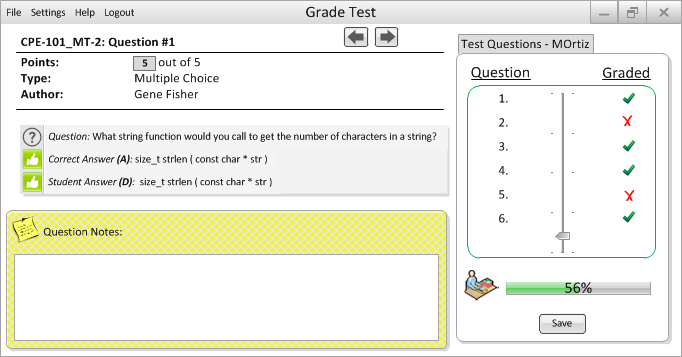 Grade Test
File Settings Help Logout
CPE-101_MT-2: Question #1
Points: 5 out of 5
Type: Multiple Choice
Author: Gene Fisher
Question: What string function would you call to get the number of characters in a string?
Correct Answer (A): size_t strlen ( const char * str )
Student Answer (D): size_t strlen ( const char * str )
Question Notes:
Test Questions - MOrtiz
Question Graded
1.
2.
3.
4.
5.
6.
56%
Save